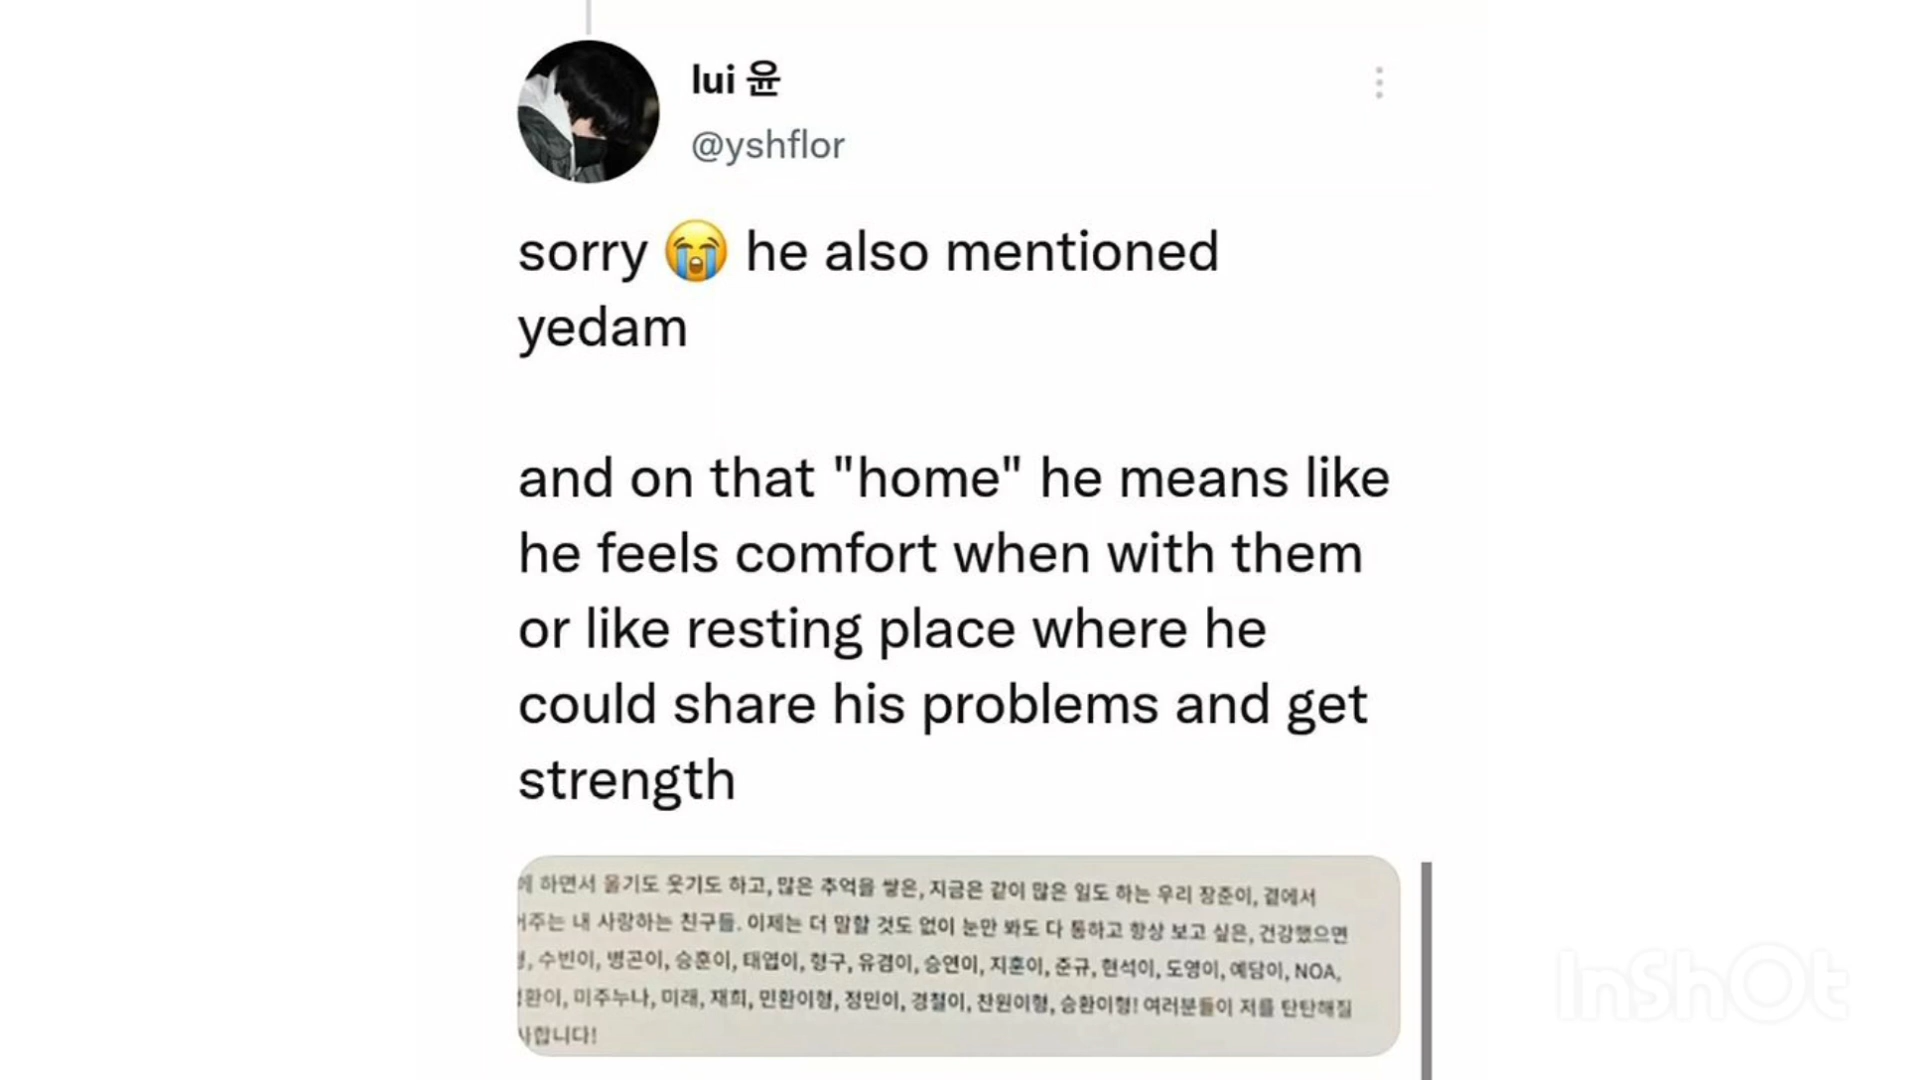 lui 윤
@yshflor
sorry 😭 he also mentioned
yedam
and on that "home" he means like
he feels comfort when with them
or like resting place where he
could share his problems and get
strength
하면서 울기도 웃기도 하고, 많은 추억을 쌓은, 지금은 같이 많은 일도 하는 우리 장준이, 곁에서
내 사랑하는 친구들. 이제는 더 말할 것도 없이 눈만 봐도 다 통하고 항상 보고 싶은, 건강했으면
수빈이, 병곤이, 승훈이, 태엽이, 형구, 유겸이, 승연이, 지훈이, 준규, 현석이, 도영이, 예담이, NOA,
미주누나, 미래, 재희, 민환이형, 정민이, 경철이, 찬원이형, 승환이형! 여러분들이 저를 탄탄해질
InShOt